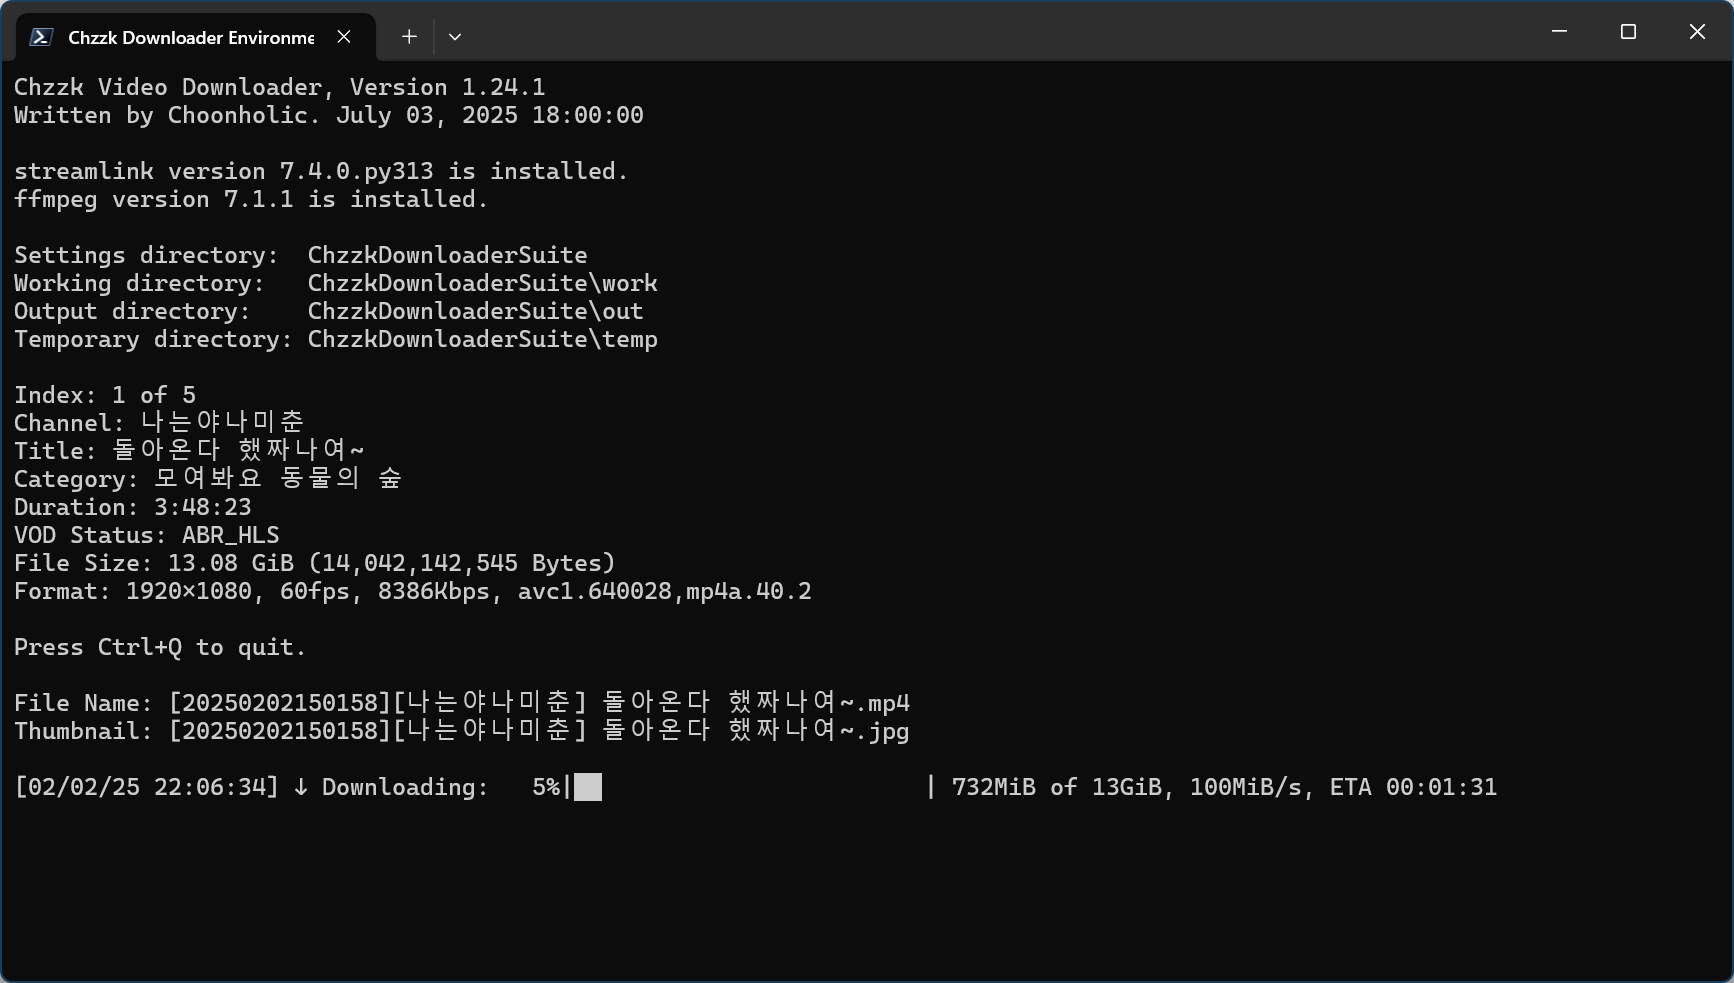 Chzzk Downloader Environme
Chzzk Video Downloader, Version 1.24.1
Written by Choonholic. July 03, 2025 18:00:00
streamlink version 7.4.0.py313 is installed.
ffmpeg version 7.1.1 is installed.
Settings directory:  ChzzkDownloaderSuite
Working directory:   ChzzkDownloaderSuite\work
Output directory:    ChzzkDownloaderSuite\out
Temporary directory: ChzzkDownloaderSuite\temp
Index: 1 of 5
Channel: 나는야나미춘
Title: 돌아온다 했짜나여~
Category: 모여봐요 동물의 숲
Duration: 3:48:23
VOD Status: ABR_HLS
File Size: 13.08 GiB (14,042,142,545 Bytes)
Format: 1920×1080, 60fps, 8386Kbps, avc1.640028,mp4a.40.2
Press Ctrl+Q to quit.
File Name: [20250202150158][나는야나미춘] 돌아온다 했짜나여~.mp4
Thumbnail: [20250202150158][나는야나미춘] 돌아온다 했짜나여~.jpg
[02/02/25 22:06:34] ↓ Downloading:   5%|██                       | 732MiB of 13GiB, 100MiB/s, ETA 00:01:31